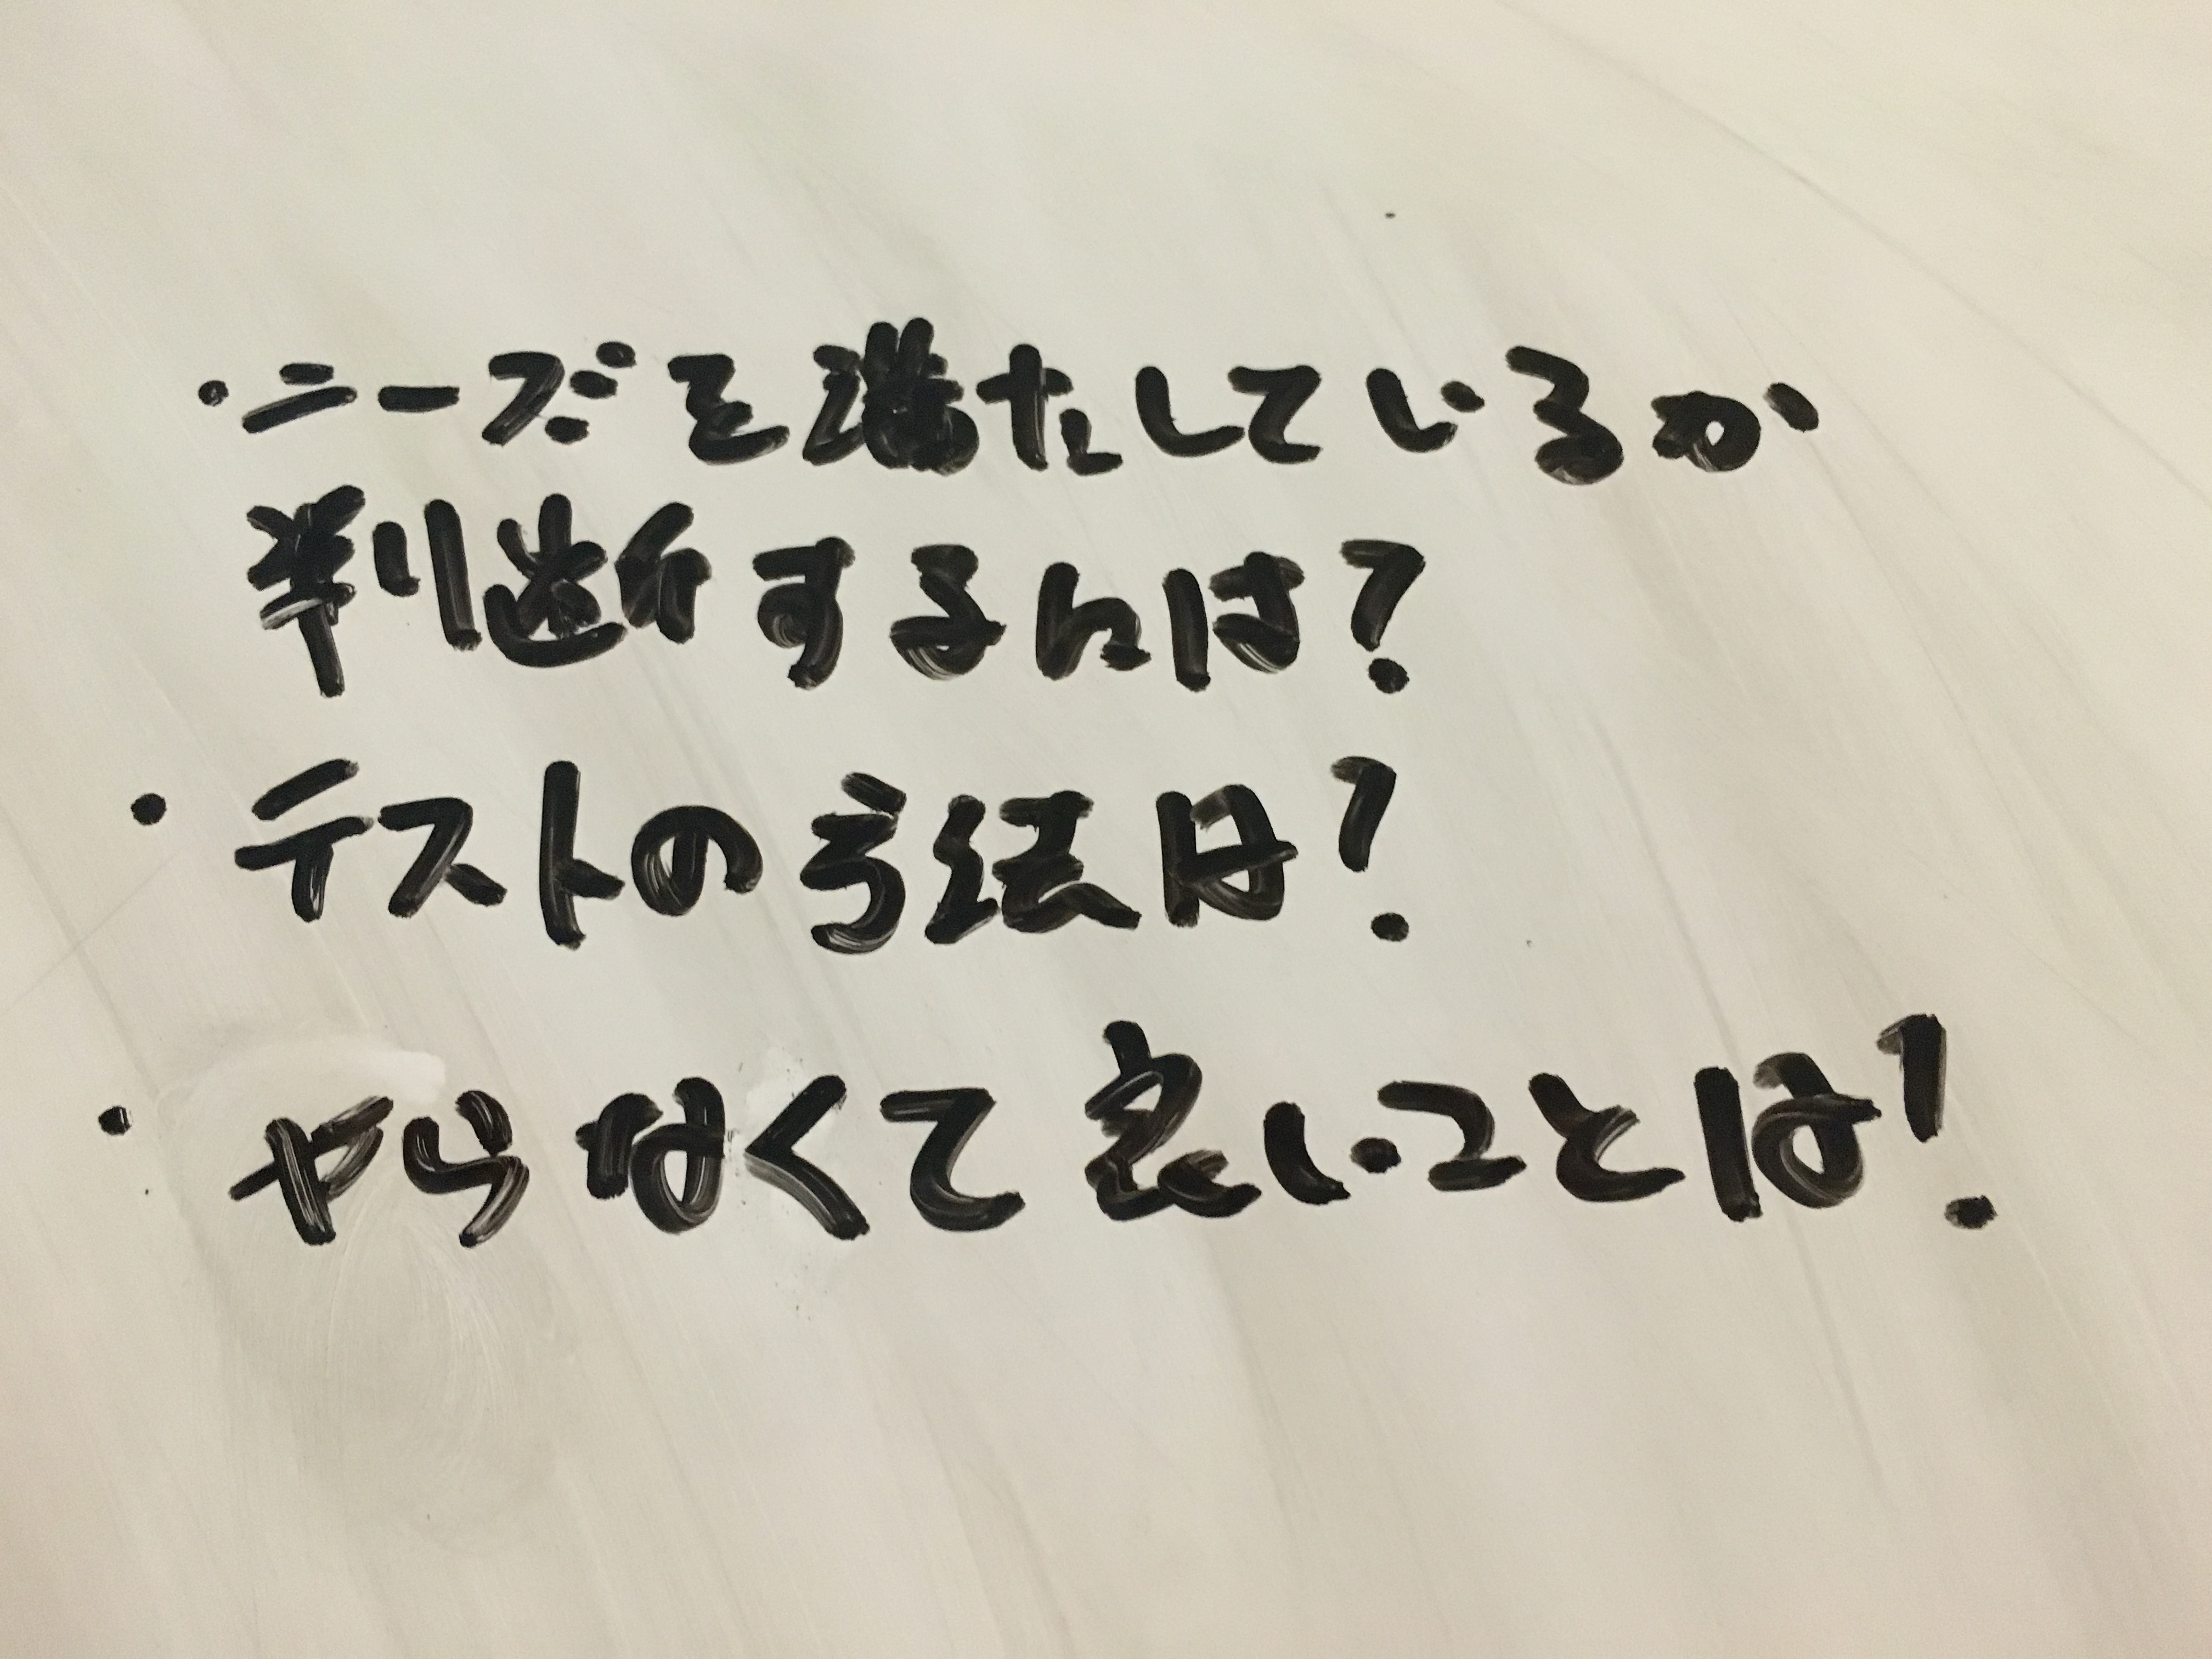 ・ニーズを満たしているか
判断するんは?
・テストの方法は?
・やらなくて良いことは?